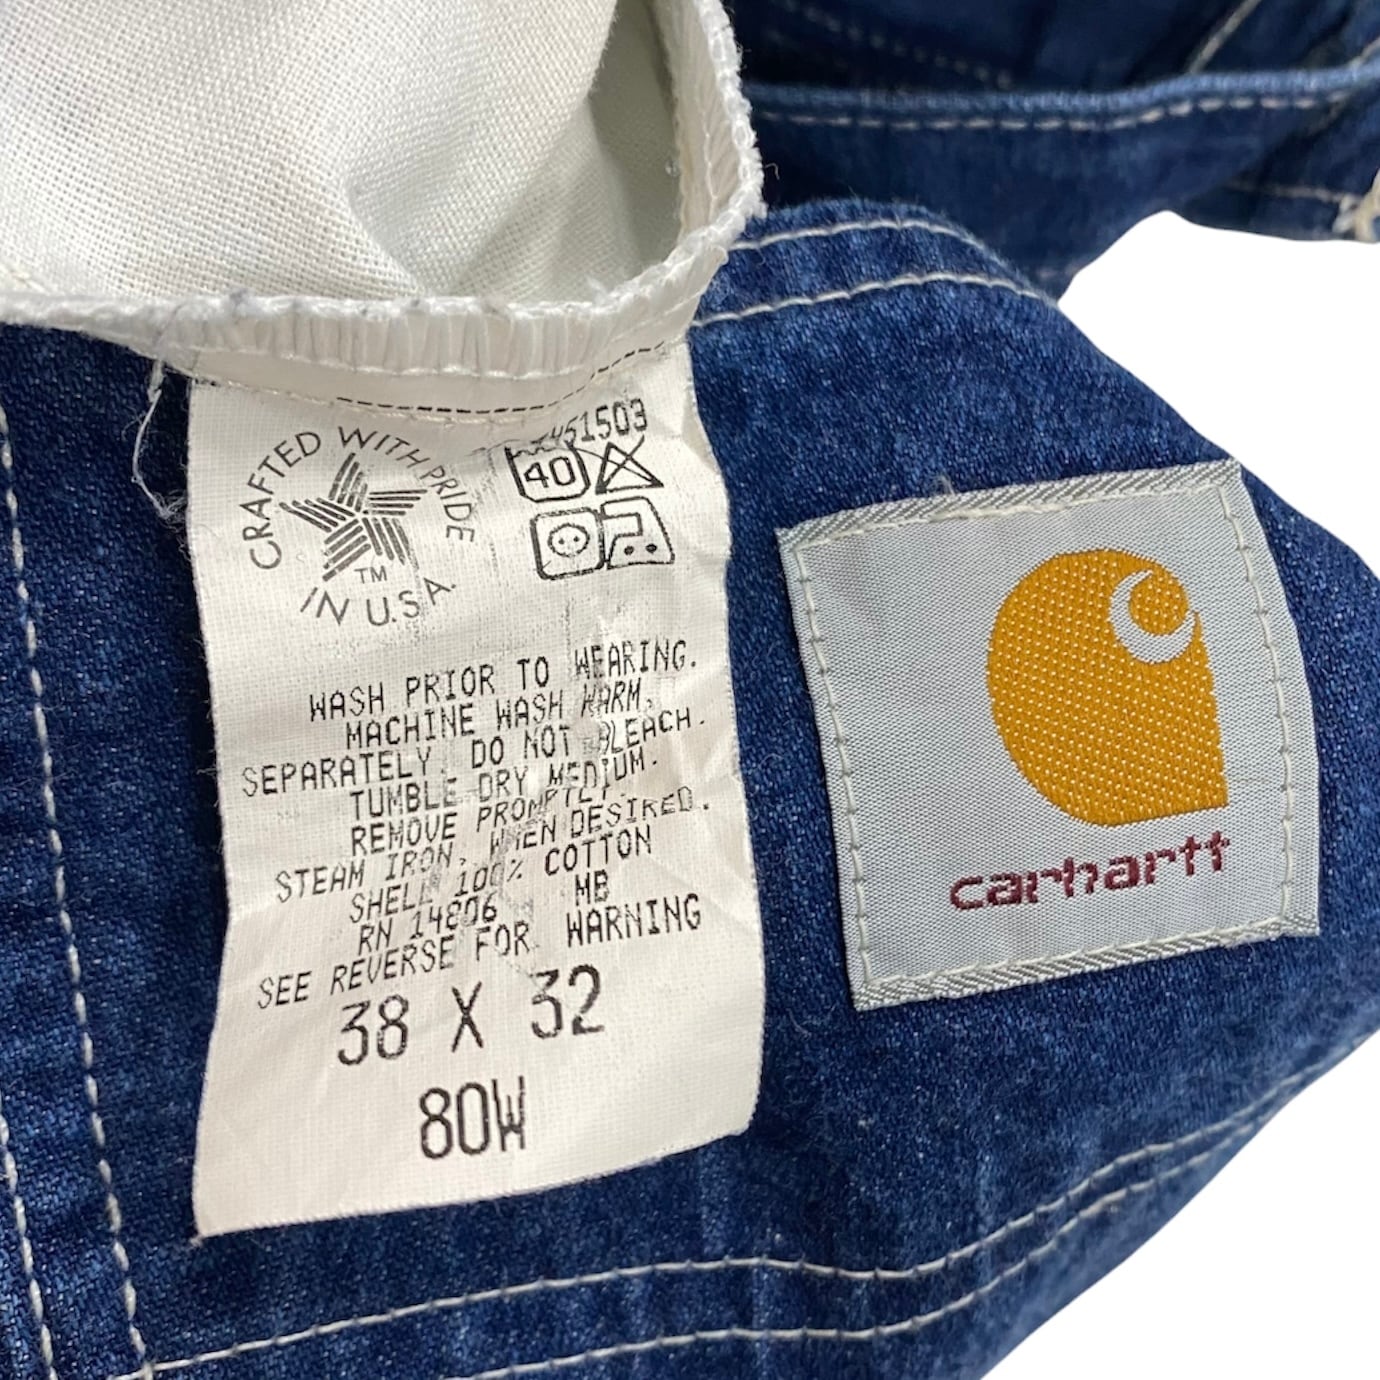 CRAFTED WITH PRIDE
TM
IN U.S.A.
51503
40
WASH PRIOR TO WEARING.
MACHINE WASH WARM,
SEPARATELY. DO NOT BLEACH.
TUMBLE DRY MEDIUM.
REMOVE PROMPTLY.
STEAM IRON, WHEN DESIRED.
SHELL 100% COTTON
RN 14806 MB
SEE REVERSE FOR WARNING
38 X 32
80W
carhartt